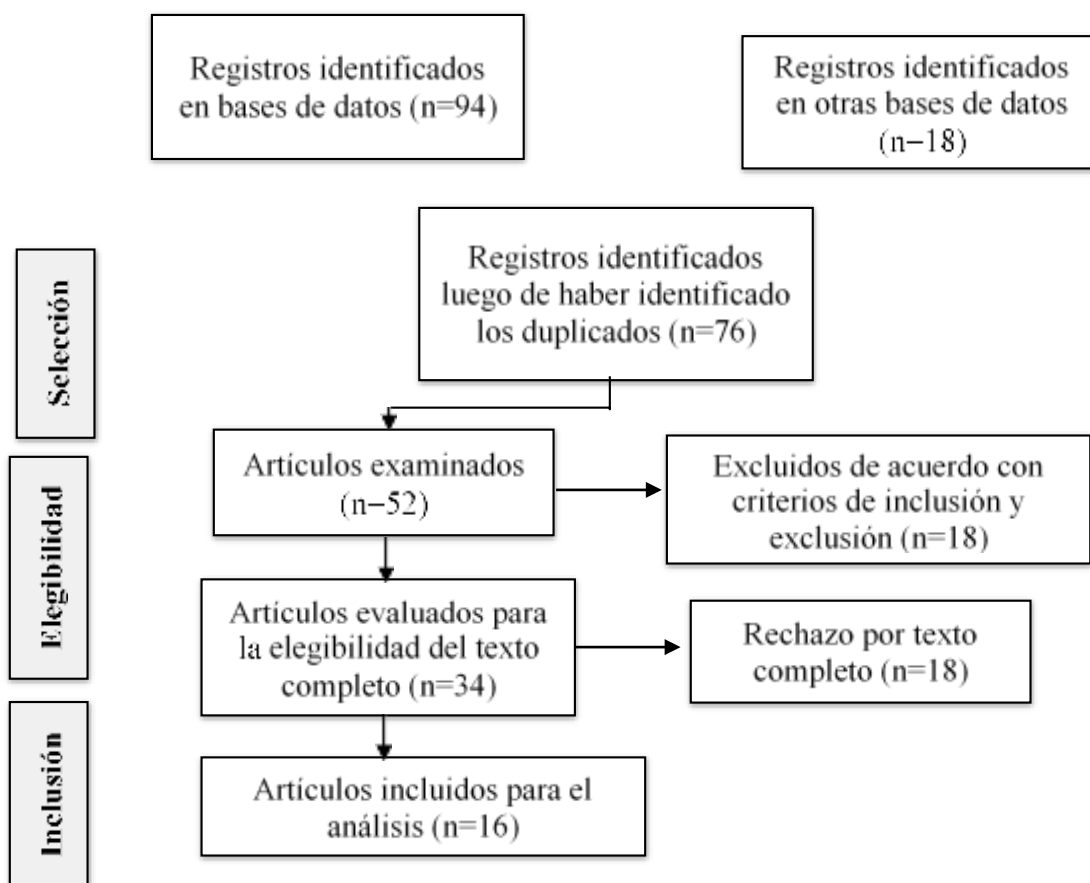 Registros identificados
en bases de datos (n=94)
Registros identificados
en otras bases de datos
(n–18)
Registros identificados
luego de haber identificado
los duplicados (n=76)
Selección
Artículos examinados
(n–52)
Excluidos de acuerdo con
criterios de inclusión y
exclusión (n=18)
Elegibilidad
Artículos evaluados para
la elegibilidad del texto
completo (n=34)
Rechazo por texto
completo (n=18)
Inclusión
Artículos incluidos para el
análisis (n=16)